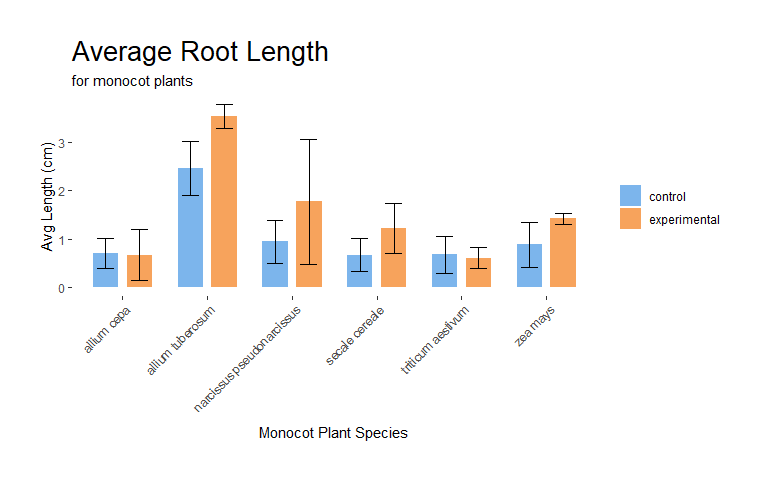 Average Root Length
for monocot plants
Avg Length (cm)
3
2
1
0
control
experimental
allium cepa
allium tuberosum
narcissus pseudonarcissus
secale cereale
triticum aestivum
zea mays
Monocot Plant Species